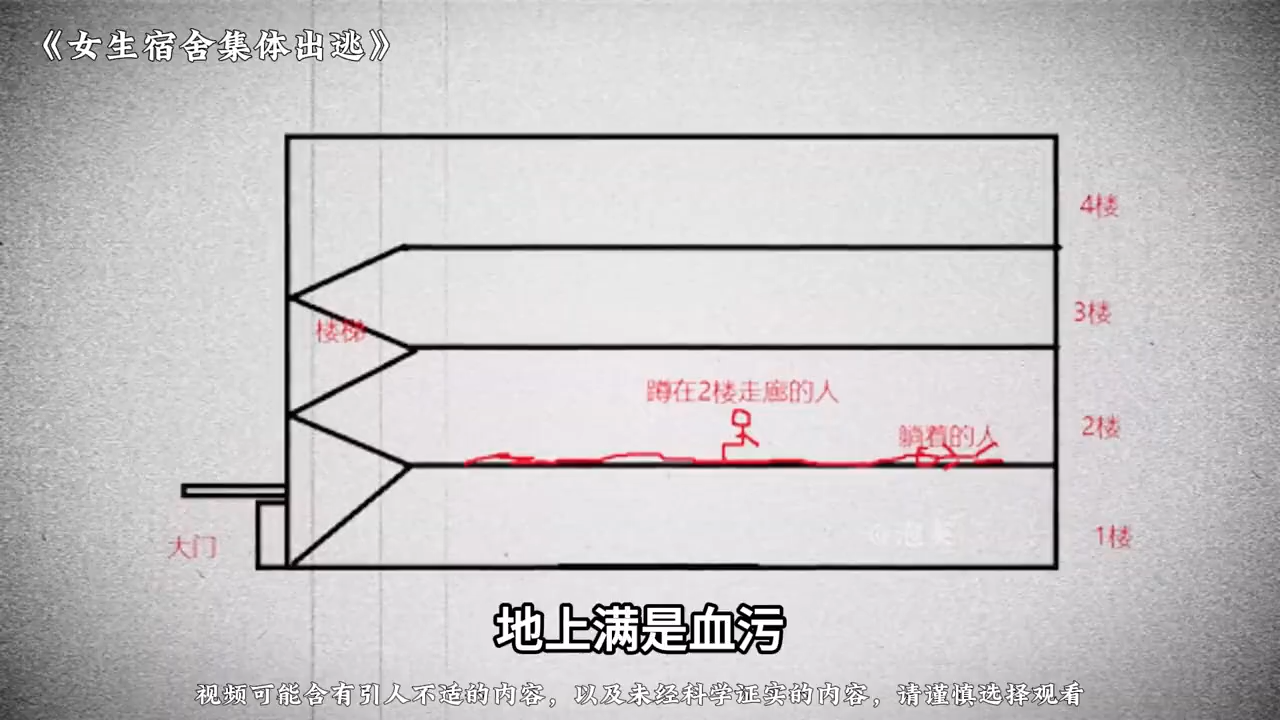 《女生宿舍集体出逃》
4楼
3楼
楼梯
蹲在2楼走廊的人
躺着的人
2楼
大门
1楼
地上满是血污
视频可能含有引人不适的内容，以及未经科学证实的内容，请谨慎选择观看